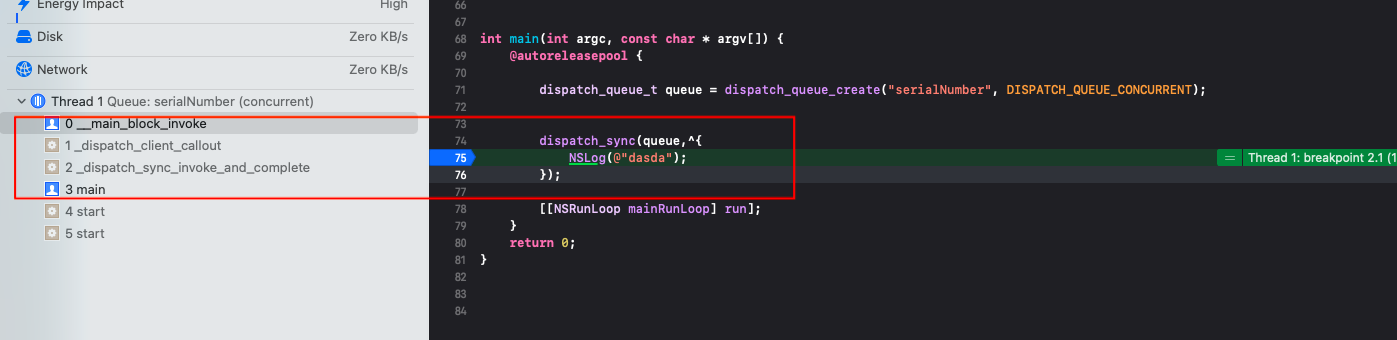 Energy Impact High
Disk Zero KB/s
Network Zero KB/s
Thread 1 Queue: serialNumber (concurrent)
0 __main_block_invoke
1 _dispatch_client_callout
2 _dispatch_sync_invoke_and_complete
3 main
4 start
5 start
66
67
68 int main(int argc, const char * argv[]) {
69 @autoreleasepool {
70
71 dispatch_queue_t queue = dispatch_queue_create("serialNumber", DISPATCH_QUEUE_CONCURRENT);
72
73
74 dispatch_sync(queue,^{
75 NSLog(@"dasda"); = Thread 1: breakpoint 2.1 (1
76 });
77
78 [[NSRunLoop mainRunLoop] run];
79 }
80 return 0;
81 }
82
83
84